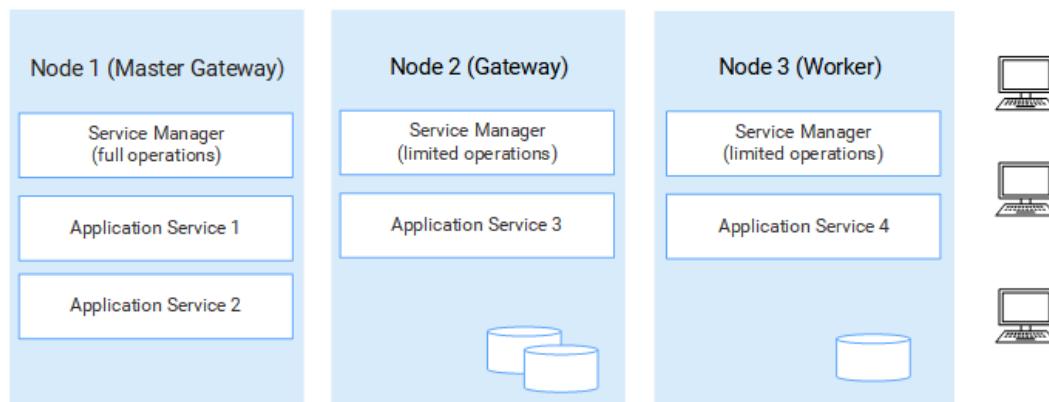 Node 1 (Master Gateway)
Service Manager
(full operations)
Application Service 1
Application Service 2
Node 2 (Gateway)
Service Manager
(limited operations)
Application Service 3
Node 3 (Worker)
Service Manager
(limited operations)
Application Service 4